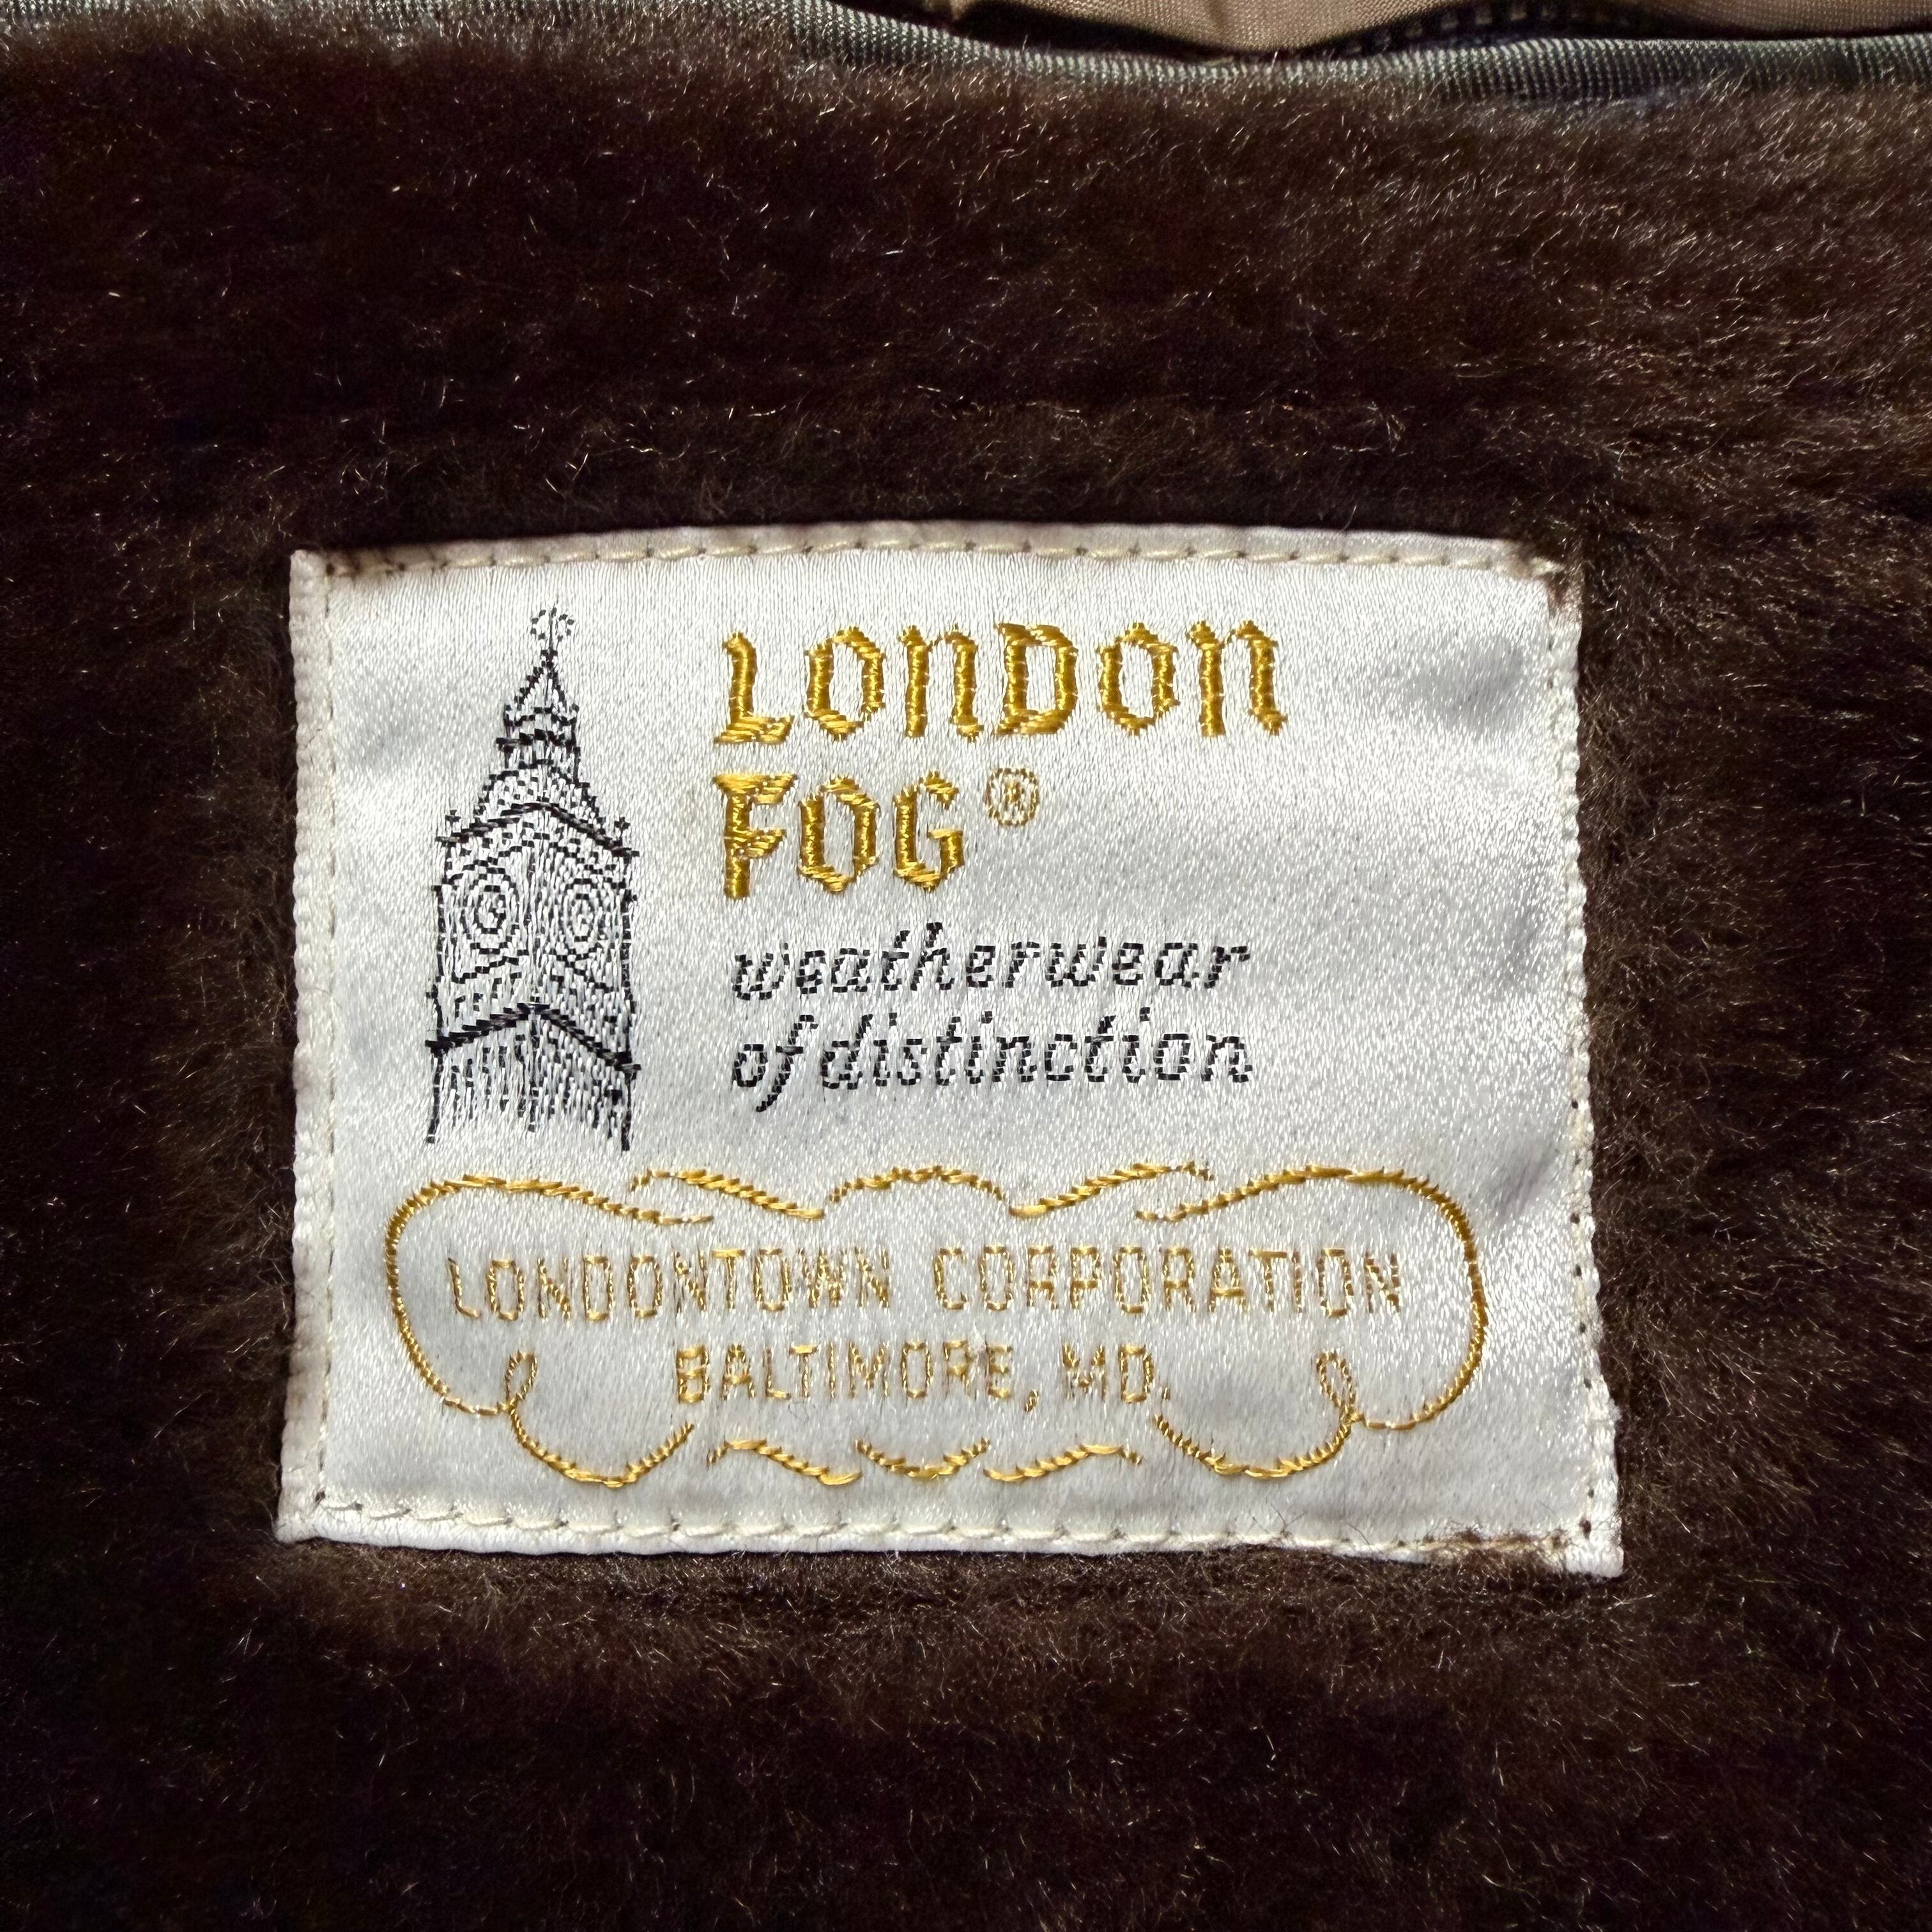 LONDON
FOG®
weatherwear
of distinction
LONDONTOWN CORPORATION
BALTIMORE, MD.